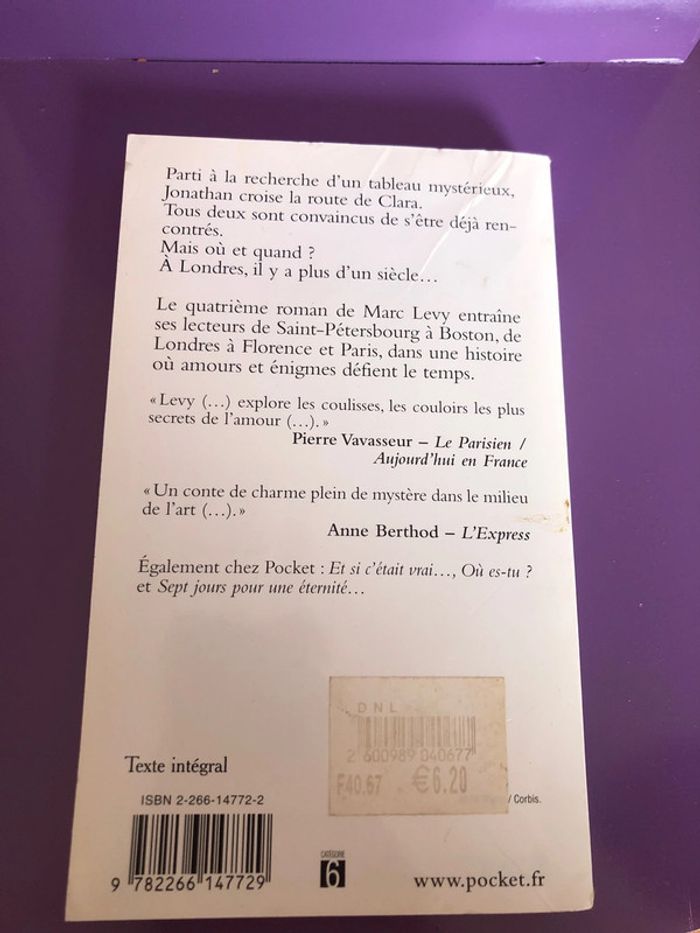 Parti à la recherche d'un tableau mystérieux,
Jonathan croise la route de Clara.
Tous deux sont convaincus de s'être déjà ren-
contrés.
Mais où et quand ?
À Londres, il y a plus d'un siècle…
Le quatrième roman de Marc Levy entraîne
ses lecteurs de Saint-Pétersbourg à Boston, de
Londres à Florence et Paris, dans une histoire
où amours et énigmes défient le temps.
« Levy (…) explore les coulisses, les couloirs les plus
secrets de l'amour (…). »
Pierre Vavasseur – Le Parisien /
Aujourd'hui en France
« Un conte de charme plein de mystère dans le milieu
de l'art (…). »
Anne Berthod – L'Express
Également chez Pocket : Et si c'était vrai…, Où es-tu ?
et Sept jours pour une éternité…
DNL
2 600989 040677
F40.67 €6.20
/ Corbis.
Texte intégral
ISBN 2-266-14772-2
9 782266 147729
CATÉGORIE
6
www.pocket.fr